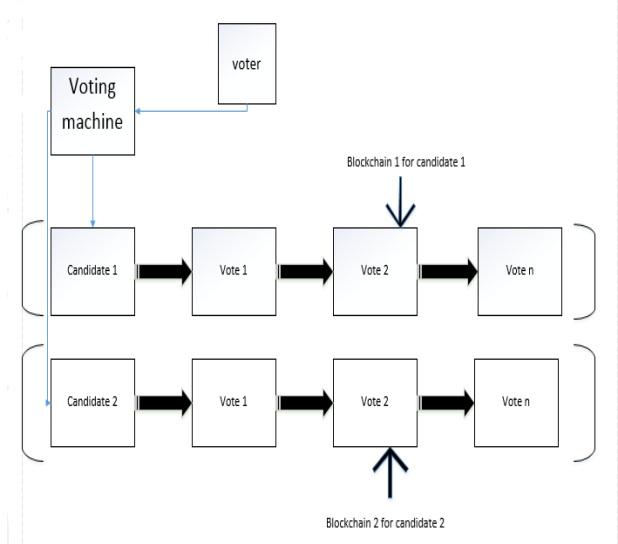 voter
Voting
machine
Blockchain 1 for candidate 1
Candidate 1
Vote 1
Vote 2
Vote n
Candidate 2
Vote 1
Vote 2
Vote n
Blockchain 2 for candidate 2